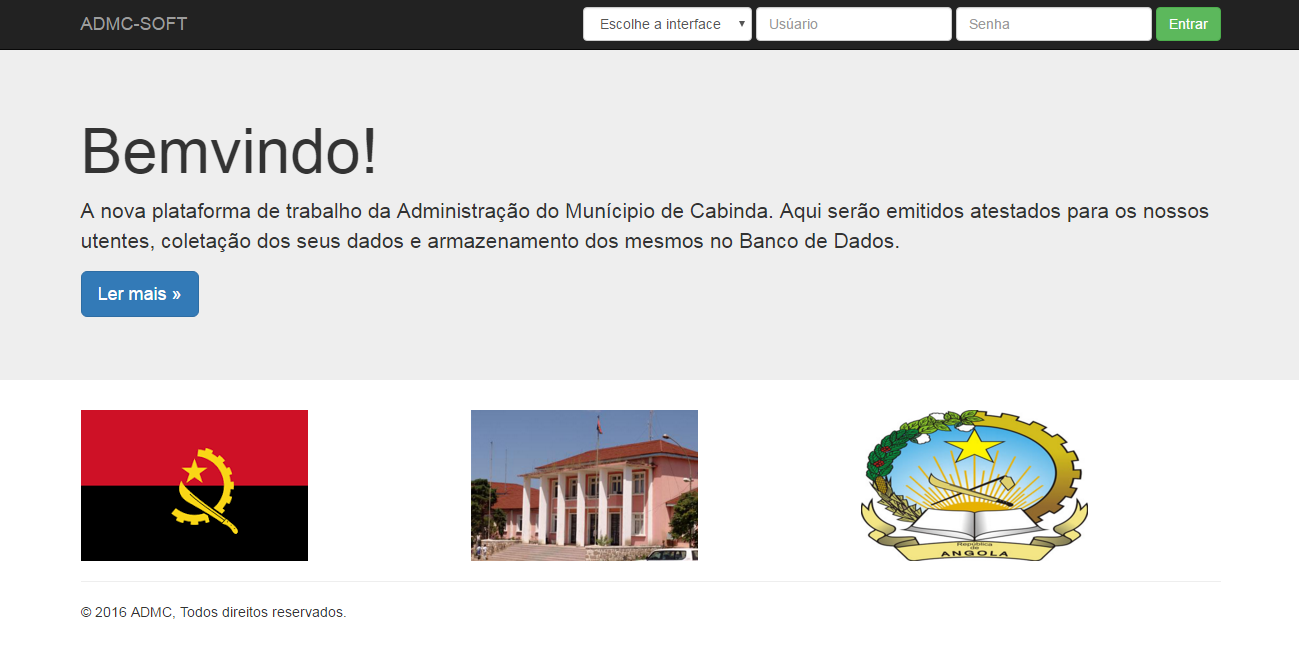 ADMC-SOFT
Escolhe a interface
Usúario
Senha
Entrar
Bemvindo!
A nova plataforma de trabalho da Administração do Munícipio de Cabinda. Aqui serão emitidos atestados para os nossos
utentes, coletação dos seus dados e armazenamento dos mesmos no Banco de Dados.
Ler mais »
República
de
ANGOLA
© 2016 ADMC, Todos direitos reservados.